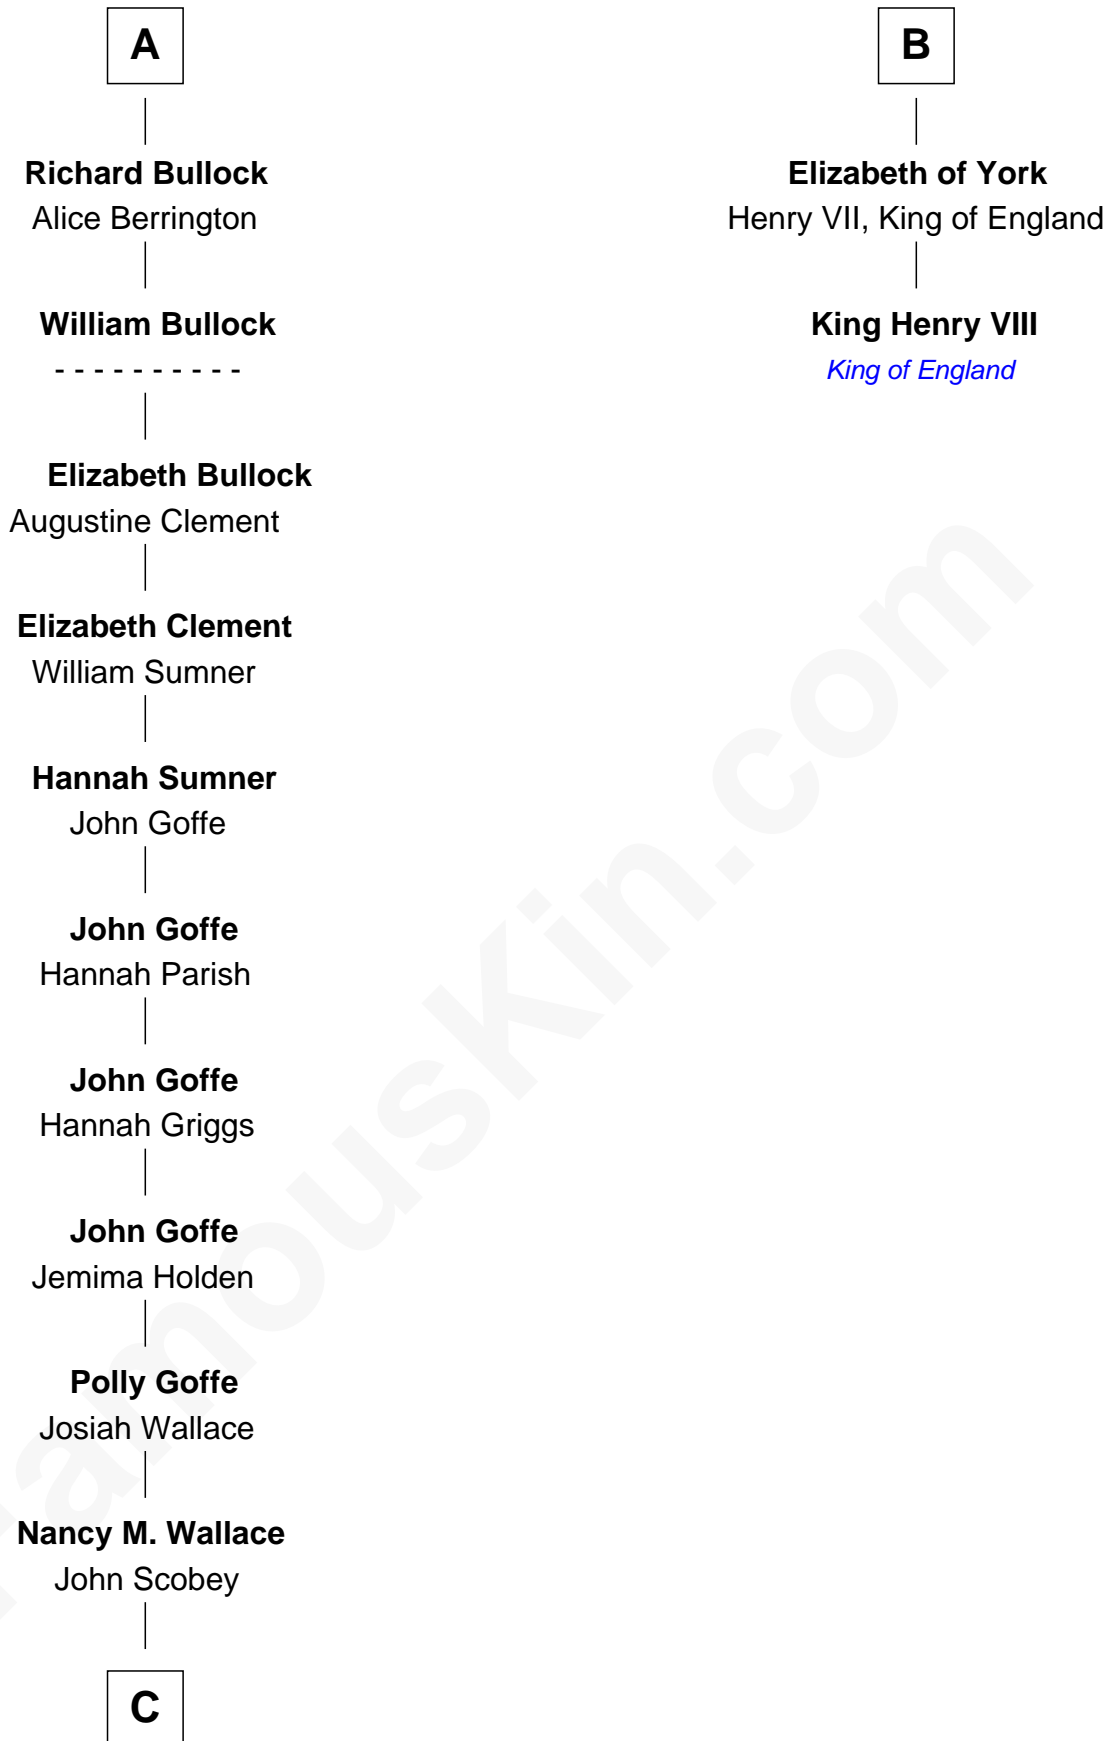 A
Richard Bullock
Alice Berrington
William Bullock
- - - - - - - - - -
Elizabeth Bullock
Augustine Clement
Elizabeth Clement
William Sumner
Hannah Sumner
John Goffe
John Goffe
Hannah Parish
John Goffe
Hannah Griggs
John Goffe
Jemima Holden
Polly Goffe
Josiah Wallace
Nancy M. Wallace
John Scobey
C
B
Elizabeth of York
Henry VII, King of England
King Henry VIII
King of England
FamousKin.com